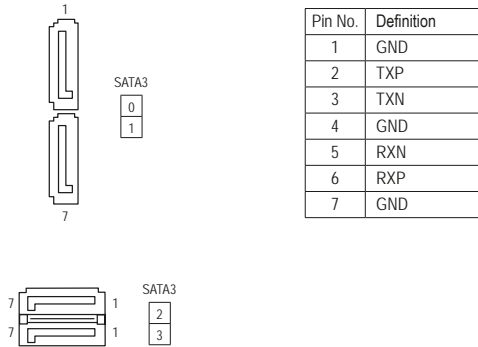 1
SATA3
0
1
7
Pin No. Definition
1 GND
2 TXP
3 TXN
4 GND
5 RXN
6 RXP
7 GND
SATA3
7 1
2
7 1
3